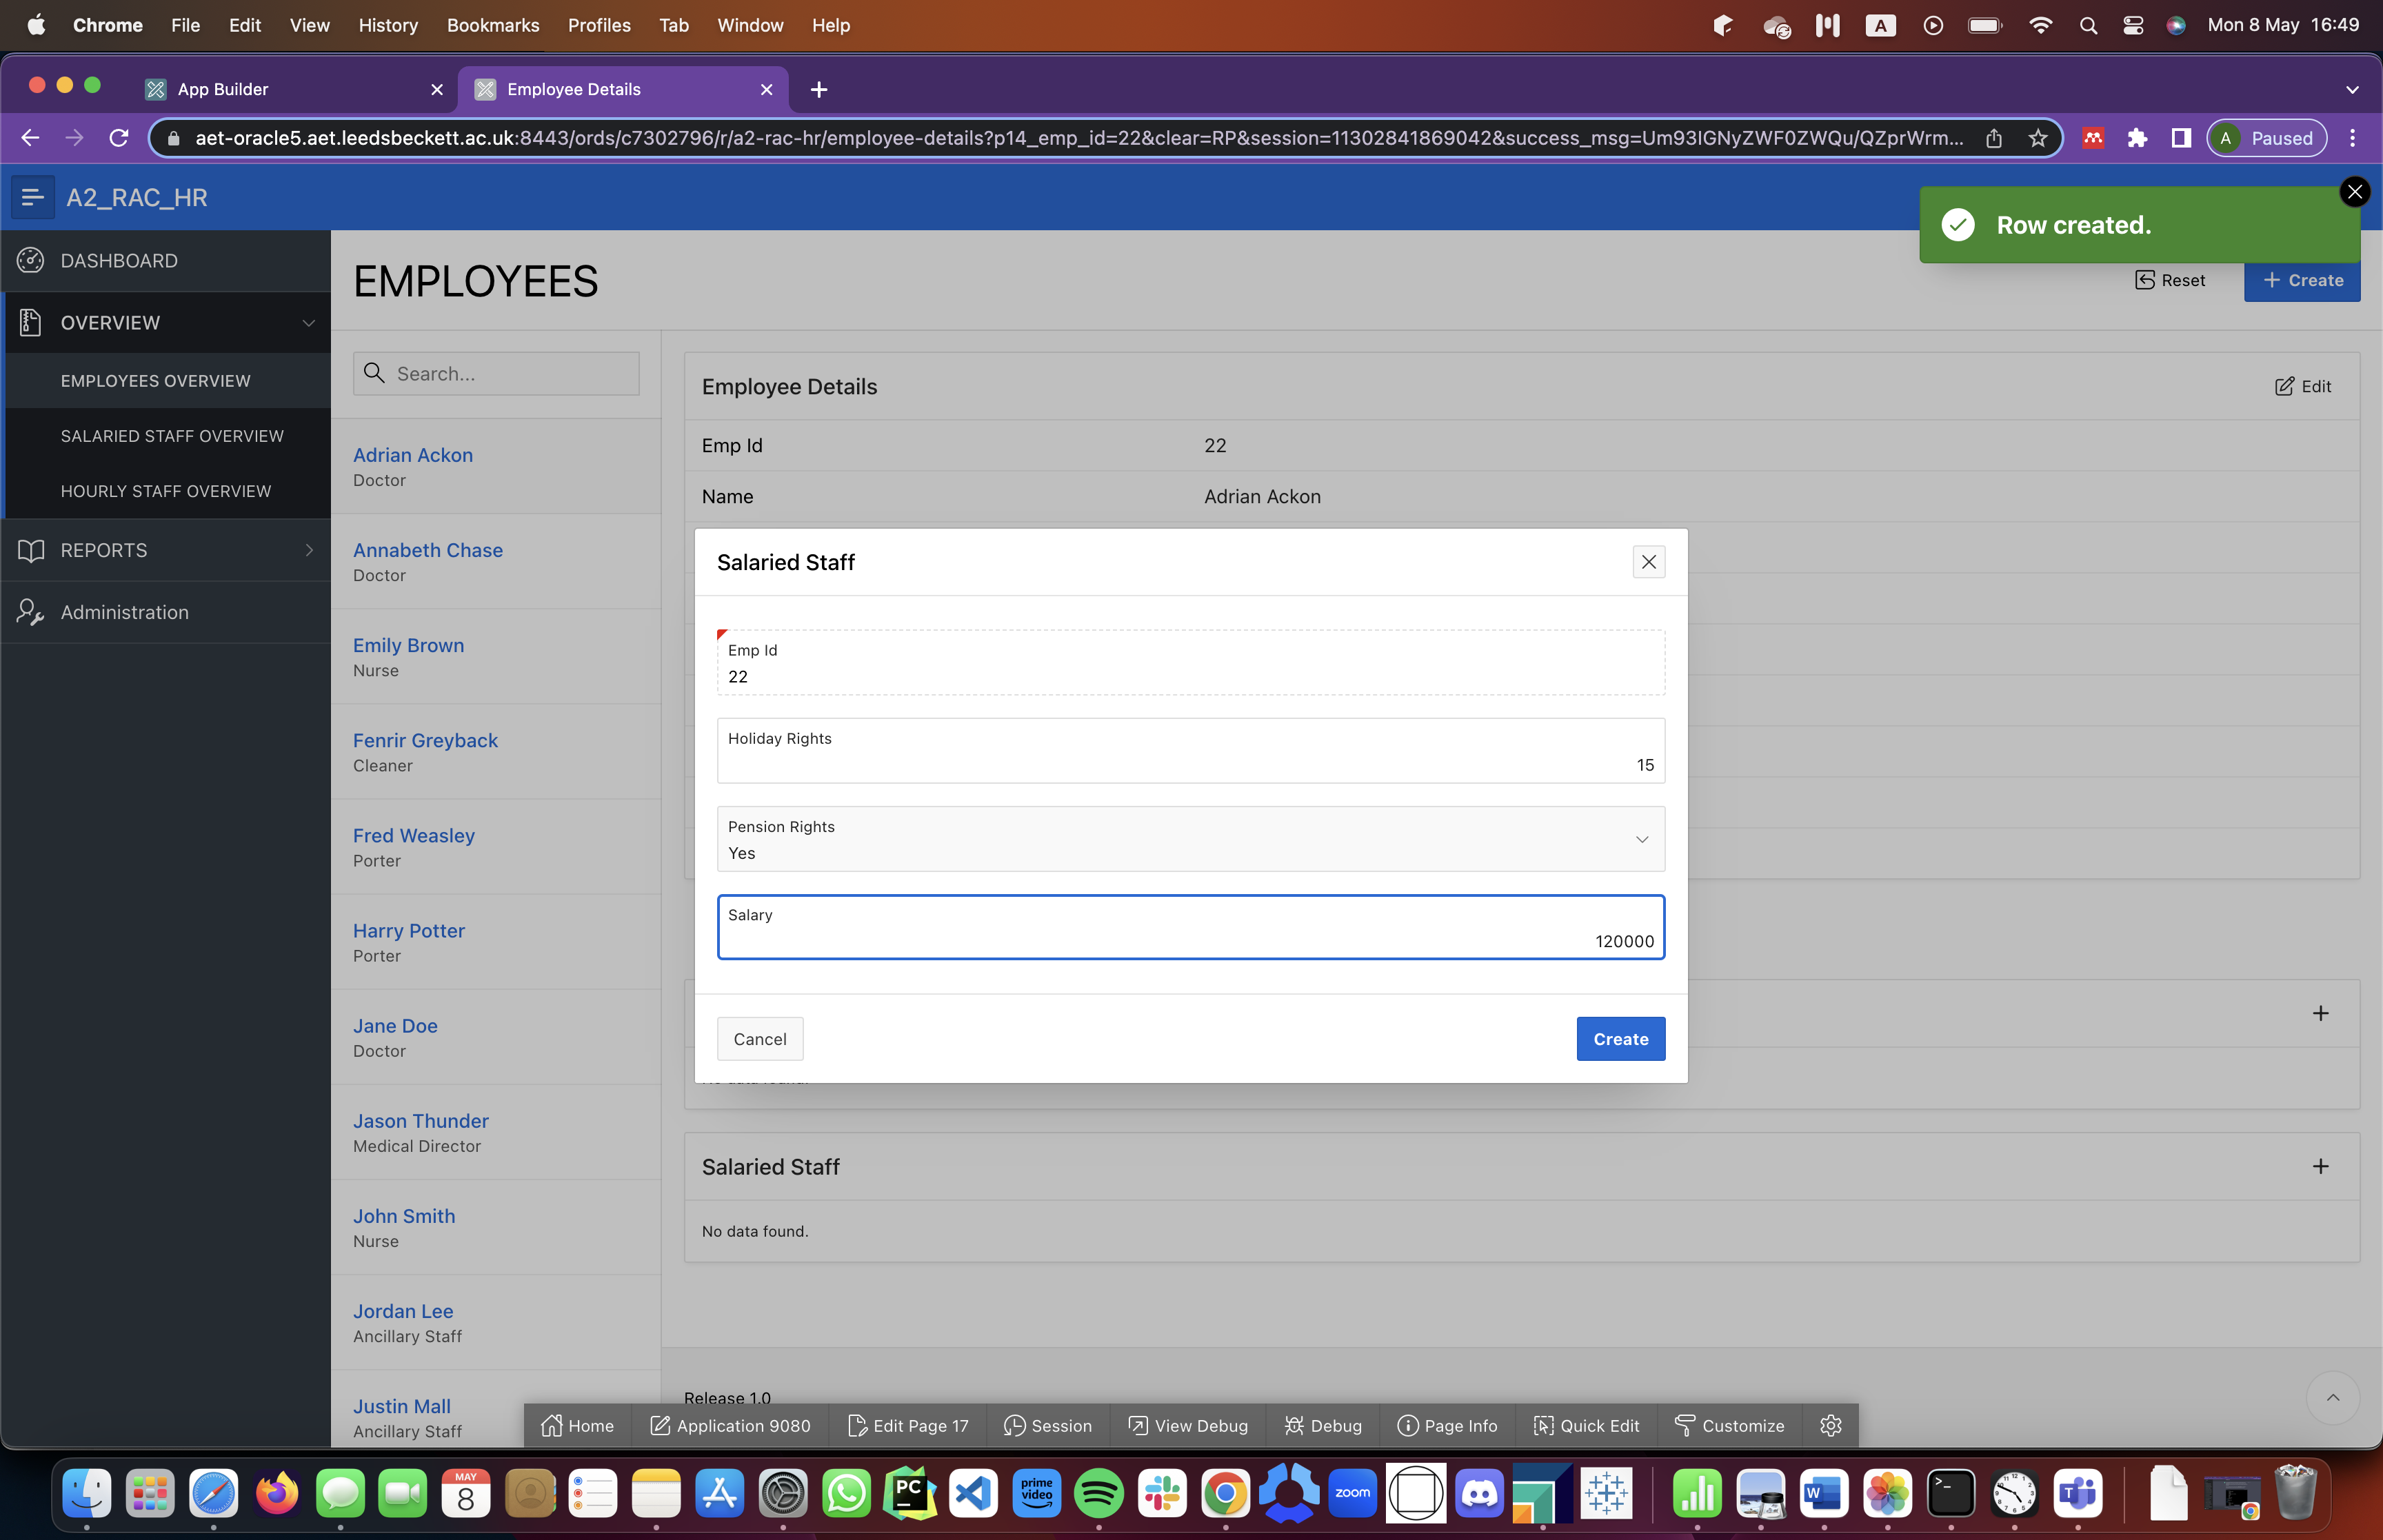 Chrome File Edit View History Bookmarks Profiles Tab Window Help
A
Mon 8 May 16:49
App Builder
Employee Details
aet-oracle5.aet.leedsbeckett.ac.uk:8443/ords/c7302796/r/a2-rac-hr/employee-details?p14_emp_id=22&clear=RP&session=11302841869042&success_msg=Um93IGNyZWF0ZWQu/QZprWrm...
A Paused
A2_RAC_HR
Row created.
DASHBOARD
OVERVIEW
EMPLOYEES OVERVIEW
SALARIED STAFF OVERVIEW
HOURLY STAFF OVERVIEW
REPORTS
Administration
EMPLOYEES
Reset
Create
Search...
Adrian Ackon
Doctor
Annabeth Chase
Doctor
Emily Brown
Nurse
Fenrir Greyback
Cleaner
Fred Weasley
Porter
Harry Potter
Porter
Jane Doe
Doctor
Jason Thunder
Medical Director
John Smith
Nurse
Jordan Lee
Ancillary Staff
Justin Mall
Ancillary Staff
Employee Details
Edit
Emp Id 22
Name Adrian Ackon
Salaried Staff
Emp Id
22
Holiday Rights
15
Pension Rights
Yes
Salary
120000
Cancel
Create
No data found.
Salaried Staff
No data found.
Release 1.0
Home Application 9080 Edit Page 17 Session View Debug Debug Page Info Quick Edit Customize
MAY
8
PC
prime
video
zoom
W
T